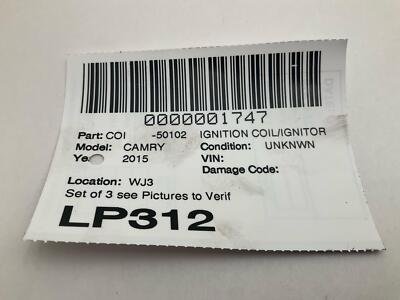 0000001747
Part: COI -50102 IGNITION COIL/IGNITOR
Model: CAMRY Condition: UNKNWN
Ye 2015 VIN:
Damage Code:
Location: WJ3
Set of 3 see Pictures to Verif
LP312